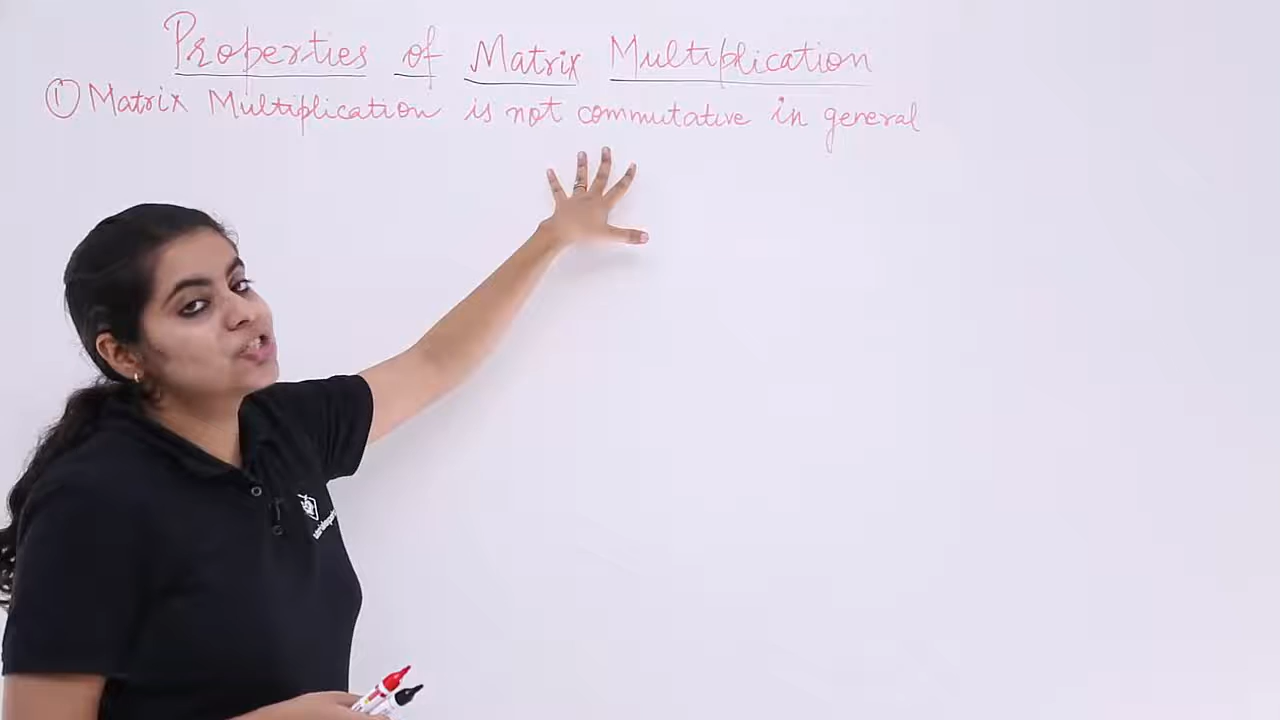 Properties of Matrix Multiplication
① Matrix Multiplication is not commutative in general